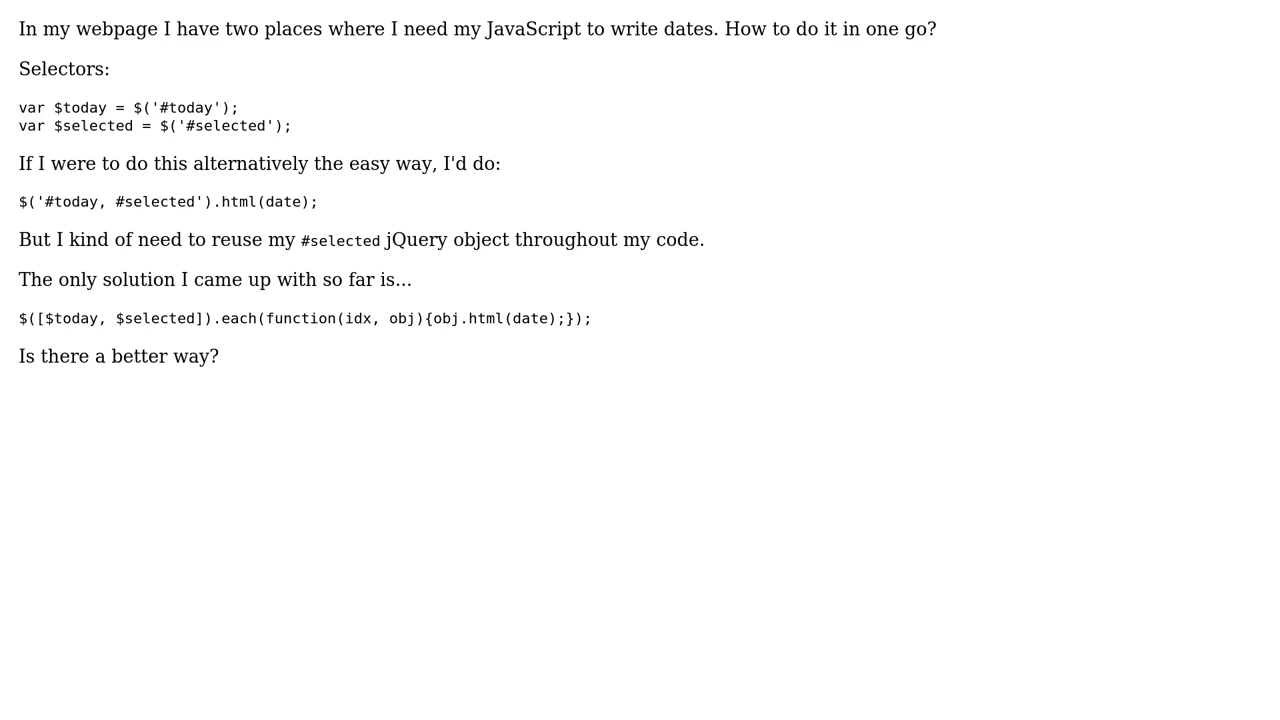 In my webpage I have two places where I need my JavaScript to write dates. How to do it in one go?
Selectors:
var $today = $('#today');
var $selected = $('#selected');
If I were to do this alternatively the easy way, I'd do:
$('#today, #selected').html(date);
But I kind of need to reuse my #selected jQuery object throughout my code.
The only solution I came up with so far is...
$([$today, $selected]).each(function(idx, obj){obj.html(date);});
Is there a better way?